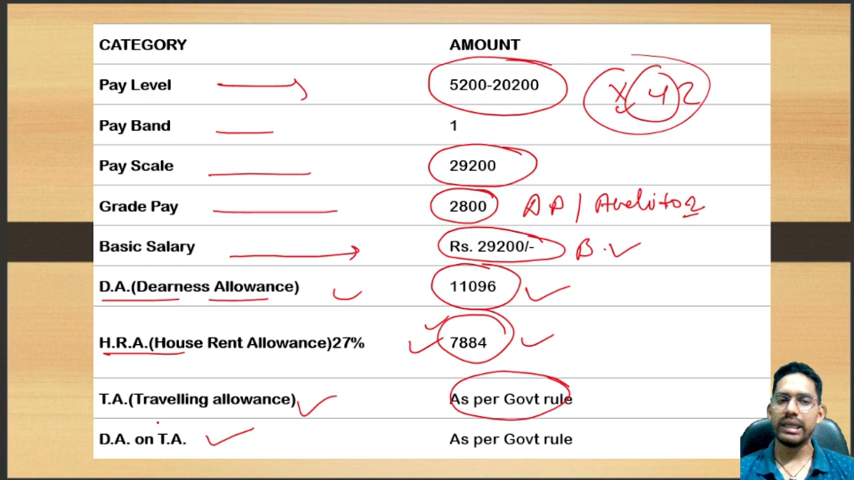 CATEGORY AMOUNT
Pay Level 5200-20200 X 42
Pay Band 1
Pay Scale 29200
Grade Pay 2800
Basic Salary Rs. 29200/- B.
D.A.(Dearness Allowance) 11096
H.R.A.(House Rent Allowance)27% 7884
T.A.(Travelling allowance) As per Govt rule
D.A. on T.A. As per Govt rule